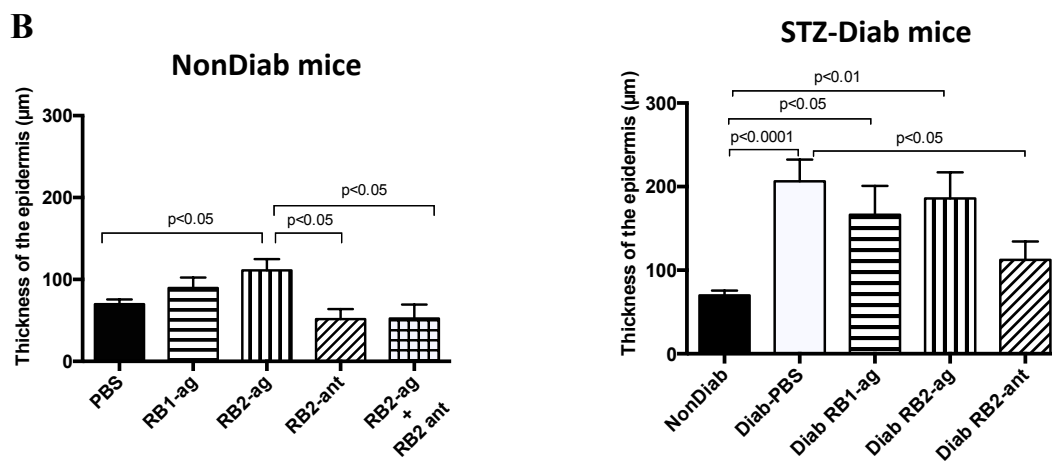 B
NonDiab mice
Thickness of the epidermis (µm)
300
200
100
0
p<0.05
p<0.05
p<0.05
PBS
RB1-ag
RB2-ag
RB2-ant
RB2-ag
+
RB2 ant
STZ-Diab mice
Thickness of the epidermis (µm)
300
200
100
0
p<0.01
p<0.05
p<0.0001
p<0.05
NonDiab
Diab-PBS
Diab RB1-ag
Diab RB2-ag
Diab RB2-ant